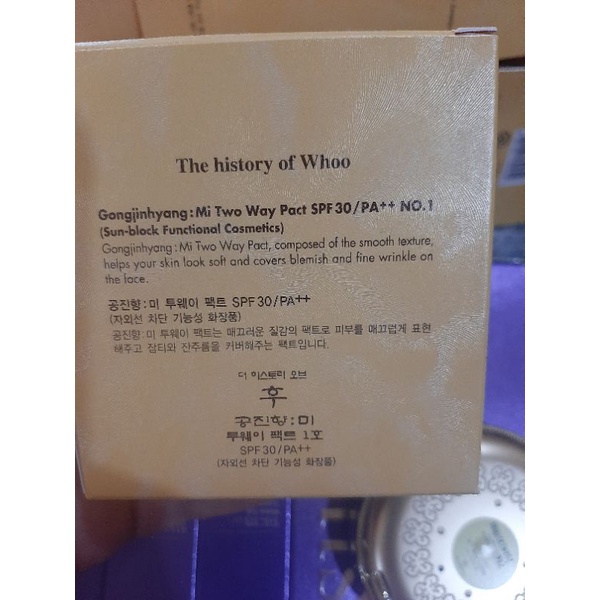 The history of Whoo
Gongjinhyang : Mi Two Way Pact SPF30/PA++ NO.1
(Sun-block Functional Cosmetics)
Gongjinhyang : Mi Two Way Pact, composed of the smooth texture,
helps your skin look soft and covers blemish and fine wrinkle on
the face.
공진향: 미 투웨이 팩트 SPF30/PA++
(자외선 차단 기능성 화장품)
공진향: 미 투웨이 팩트는 매끄러운 질감의 팩트로 피부를 매끄럽게 표현
해주고 잡티와 잔주름을 커버해주는 팩트입니다.
더 히스토리 오브
후
공진향: 미
투웨이 팩트 1호
SPF30/PA++
(자외선 차단 기능성 화장품)